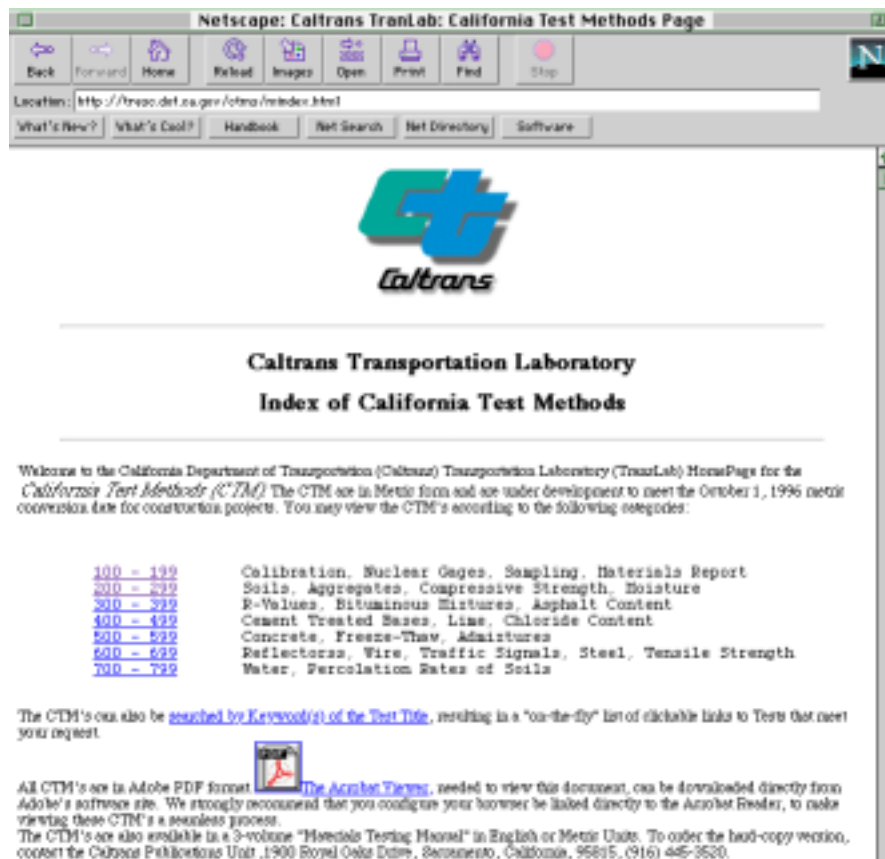 Netscape: Caltrans TranLab: California Test Methods Page
Back Forward Home Reload Images Open Print Find Stop
N
Location: http://tresc.dot.ca.gov/ctms/mindex.html
What's New? What's Cool? Handbook Net Search Net Directory Software
Ct
Caltrans
Caltrans Transportation Laboratory
Index of California Test Methods
Welcome to the California Department of Transportation (Caltrans) Transportation Laboratory (TransLab) HomePage for the
California Test Methods (CTM) The CTM are in Metric form and are under development to meet the October 1, 1996 metric
conversion date for construction projects. You may view the CTM's according to the following categories:
100 - 199 Calibration, Nuclear Gages, Sampling, Materials Report
200 - 299 Soils, Aggregates, Compressive Strength, Moisture
300 - 399 R-Values, Bituminous Mixtures, Asphalt Content
400 - 499 Cement Treated Bases, Lime, Chloride Content
500 - 599 Concrete, Freeze-Thaw, Admixtures
600 - 699 Reflectorss, Wire, Traffic Signals, Steel, Tensile Strength
700 - 799 Water, Percolation Rates of Soils
The CTM's can also be searched by Keyword(s) of the Test Title, resulting in a "on-the-fly" list of clickable links to Tests that meet
your request.
PDF
All CTM's are in Adobe PDF format. The Acrobat Viewer, needed to view this document, can be downloaded directly from
Adobe's software site. We strongly recommend that you configure your browser be linked directly to the Acrobat Reader, to make
viewing these CTM's a seamless process.
The CTM's are also available in a 3-volume "Materials Testing Manual" in English or Metric Units. To order the hard-copy version,
contact the Caltrans Publications Unit ,1900 Royal Oaks Drive, Sacramento, California, 95815, (916) 445-3520.